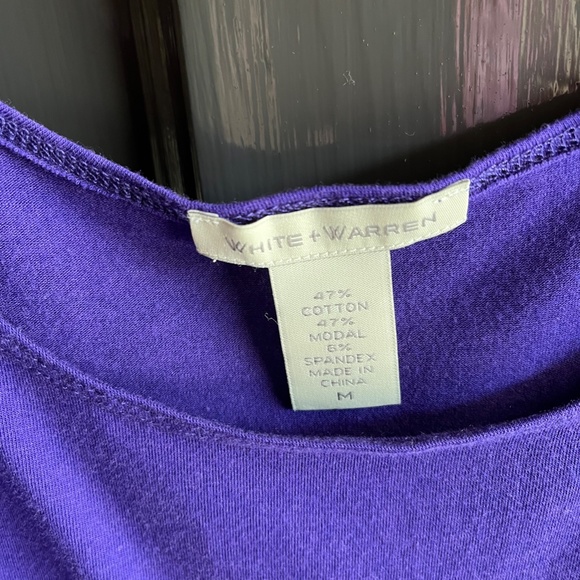 WHITE + WARREN
47%
COTTON
47%
MODAL
6%
SPANDEX
MADE IN
CHINA
M